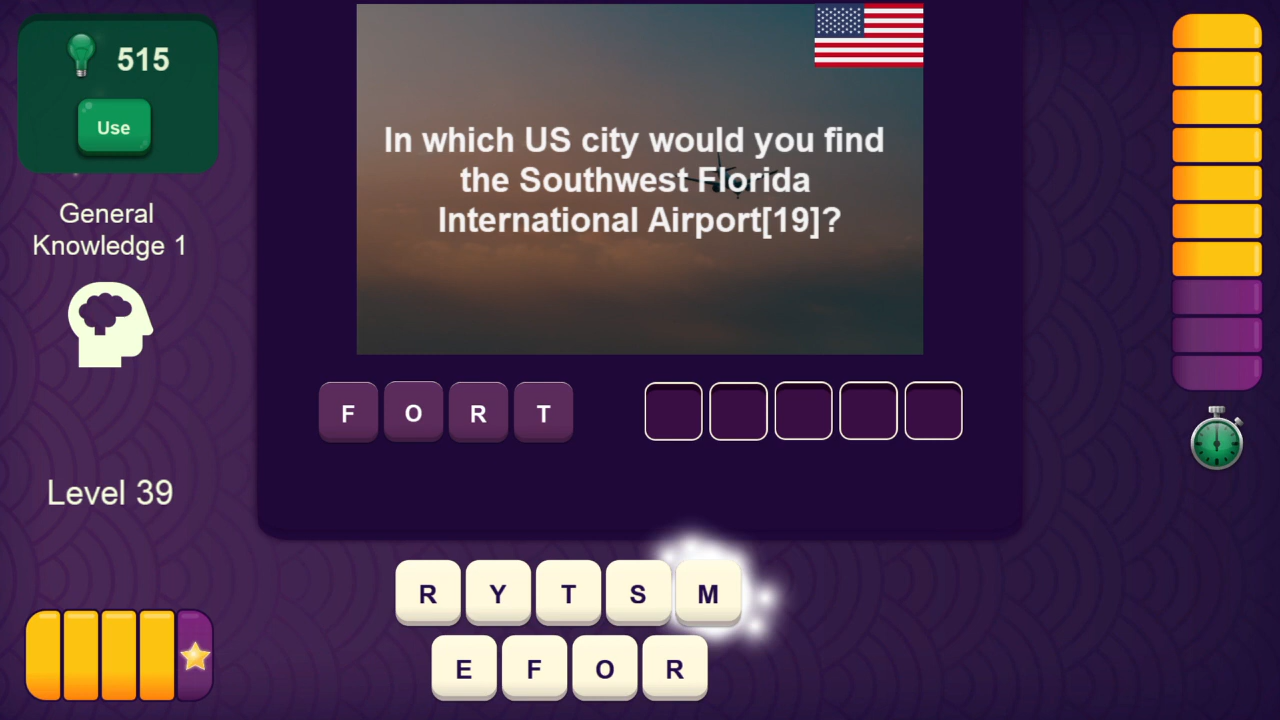 515
Use
General
Knowledge 1
Level 39
In which US city would you find
the Southwest Florida
International Airport[19]?
F O R T
R Y T S M
E F O R